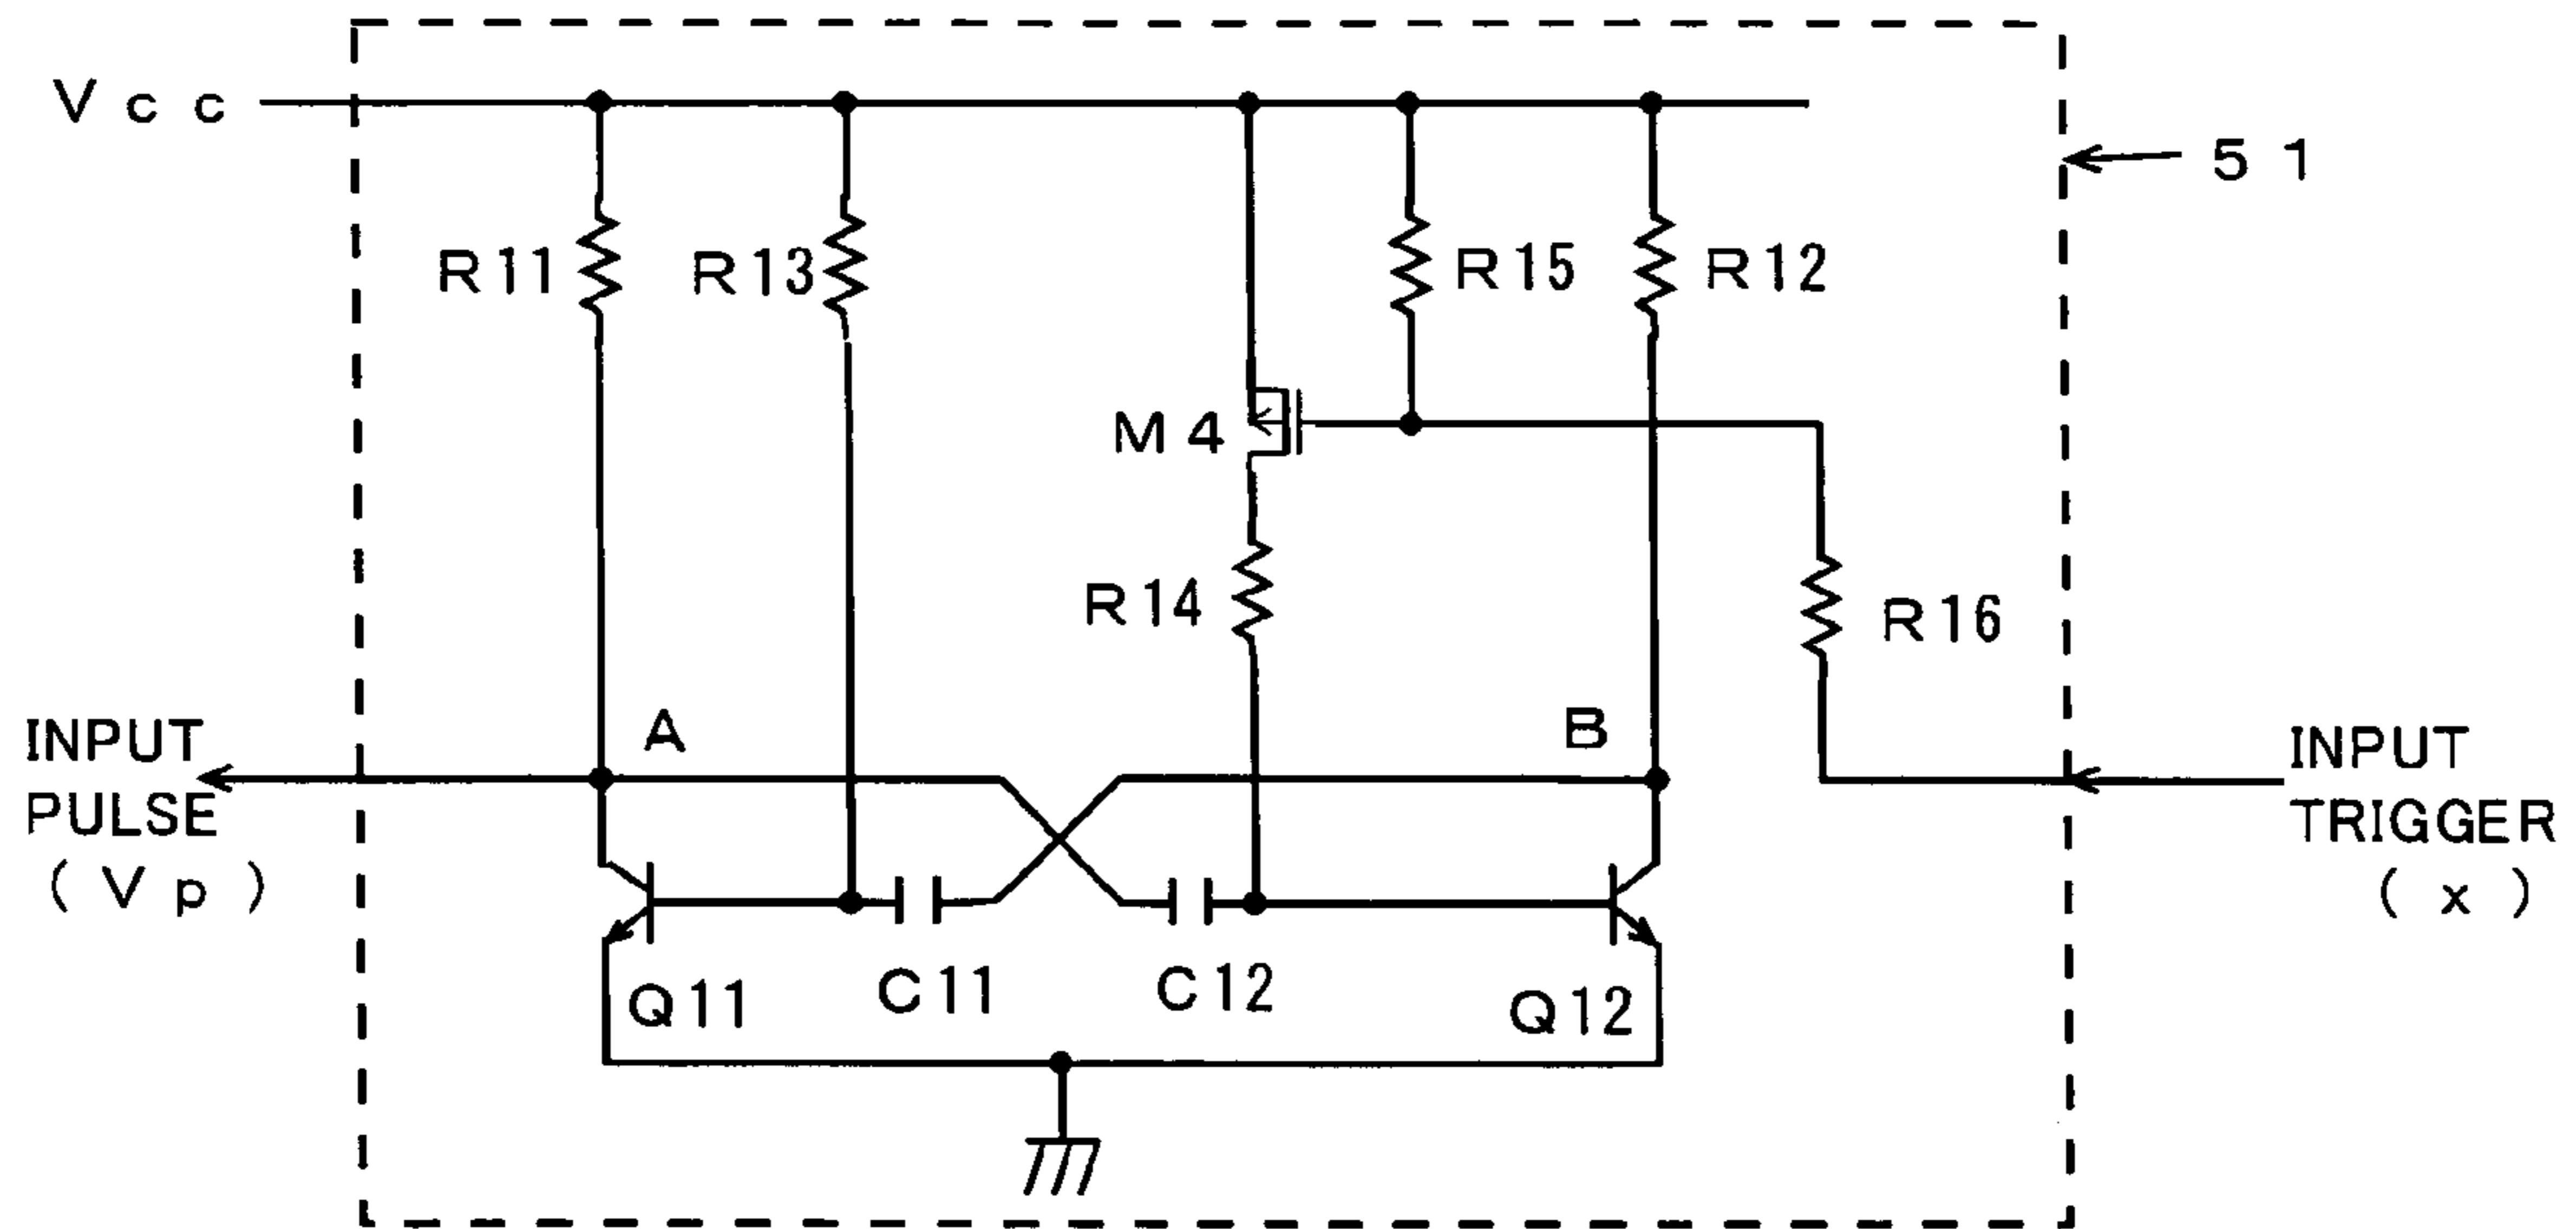 Vcc
51
R11
R13
R15
R12
M4
R14
R16
A
B
INPUT
PULSE
(Vp)
INPUT
TRIGGER
(x)
Q11
C11
C12
Q12